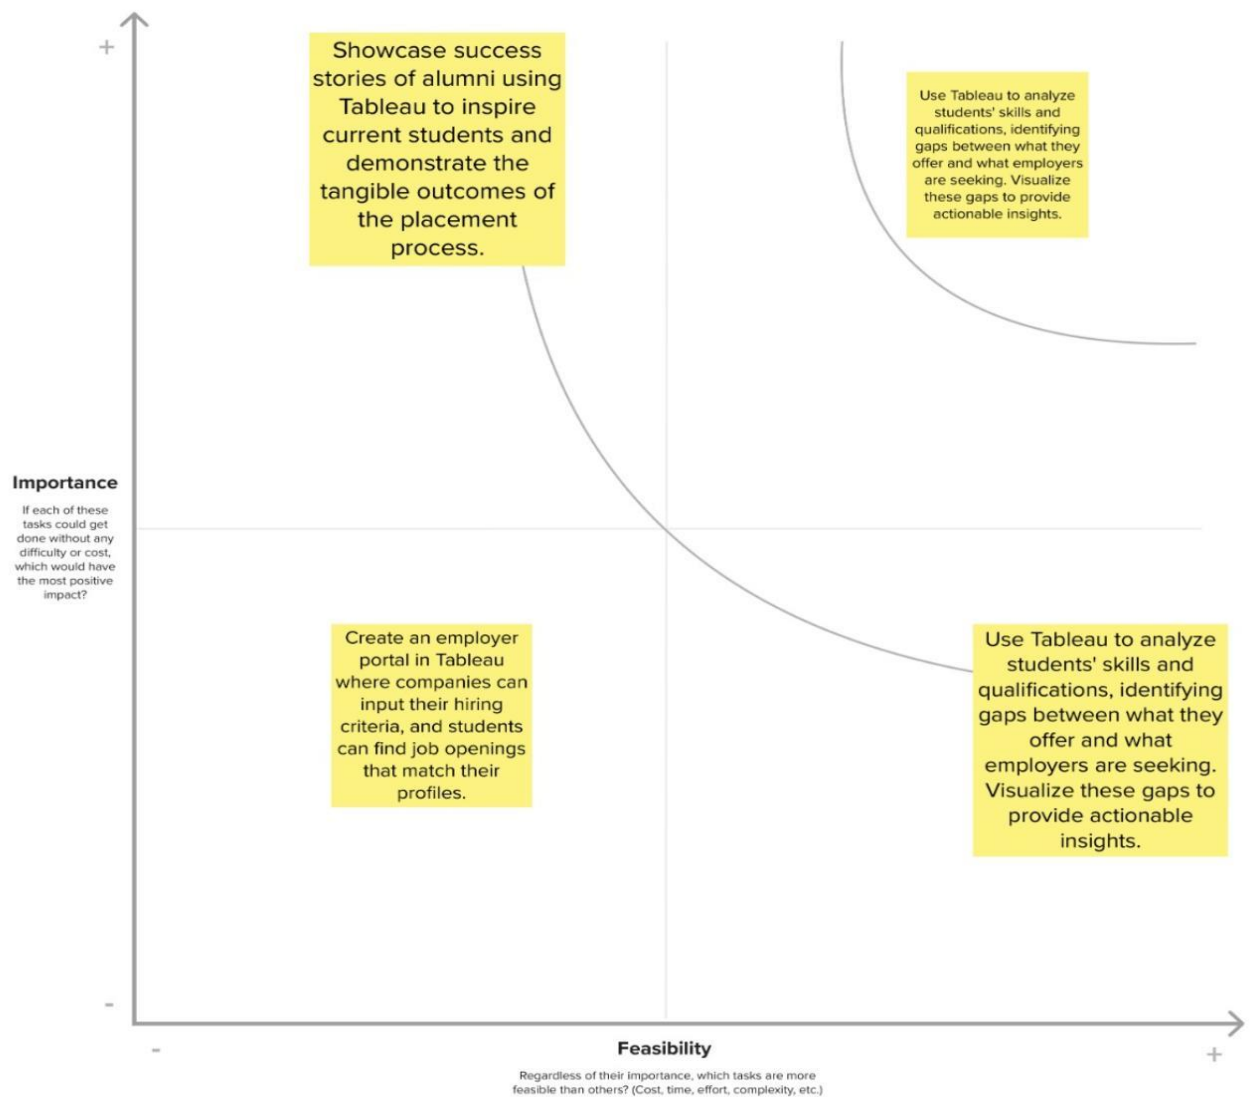 +
Showcase success
stories of alumni using
Tableau to inspire
current students and
demonstrate the
tangible outcomes of
the placement
process.
Use Tableau to analyze
students' skills and
qualifications, identifying
gaps between what they
offer and what employers
are seeking. Visualize
these gaps to provide
actionable insights.
Importance
If each of these
tasks could get
done without any
difficulty or cost,
which would have
the most positive
impact?
Create an employer
portal in Tableau
where companies can
input their hiring
criteria, and students
can find job openings
that match their
profiles.
Use Tableau to analyze
students' skills and
qualifications, identifying
gaps between what they
offer and what
employers are seeking.
Visualize these gaps to
provide actionable
insights.
-
-
Feasibility
+
Regardless of their importance, which tasks are more
feasible than others? (Cost, time, effort, complexity, etc.)